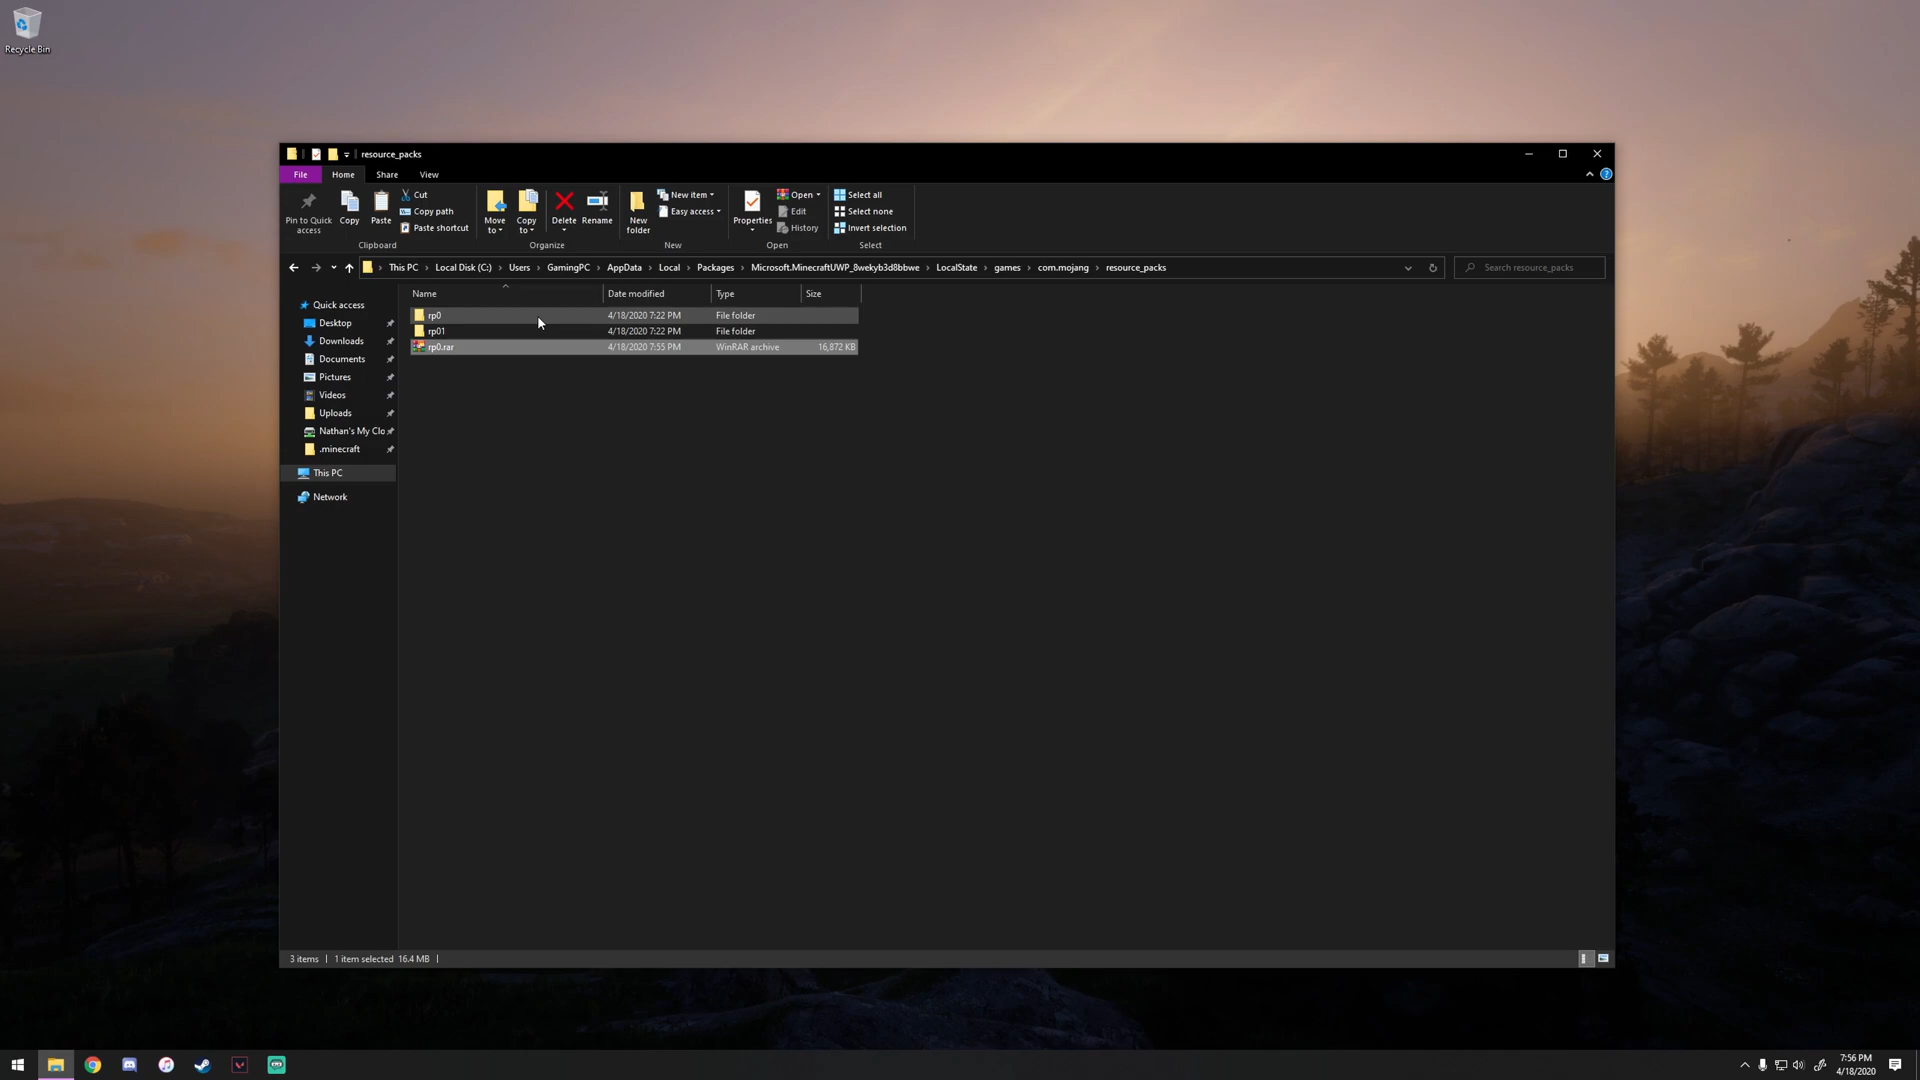 Recycle Bin
resource_packs
File Home Share View
Pin to Quick access
Copy
Paste
Cut
Copy path
Paste shortcut
Clipboard
Move to
Copy to
Delete
Rename
Organize
New folder
New item
Easy access
New
Properties
Open
Edit
History
Open
Select all
Select none
Invert selection
Select
This PC › Local Disk (C:) › Users › GamingPC › AppData › Local › Packages › Microsoft.MinecraftUWP_8wekyb3d8bbwe › LocalState › games › com.mojang › resource_packs
Search resource_packs
Name Date modified Type Size
rp0 4/18/2020 7:22 PM File folder
rp01 4/18/2020 7:22 PM File folder
rp0.rar 4/18/2020 7:55 PM WinRAR archive 16,872 KB
Quick access
Desktop
Downloads
Documents
Pictures
Videos
Uploads
Nathan's My Clo
.minecraft
This PC
Network
3 items | 1 item selected 16.4 MB |
7:56 PM
4/18/2020